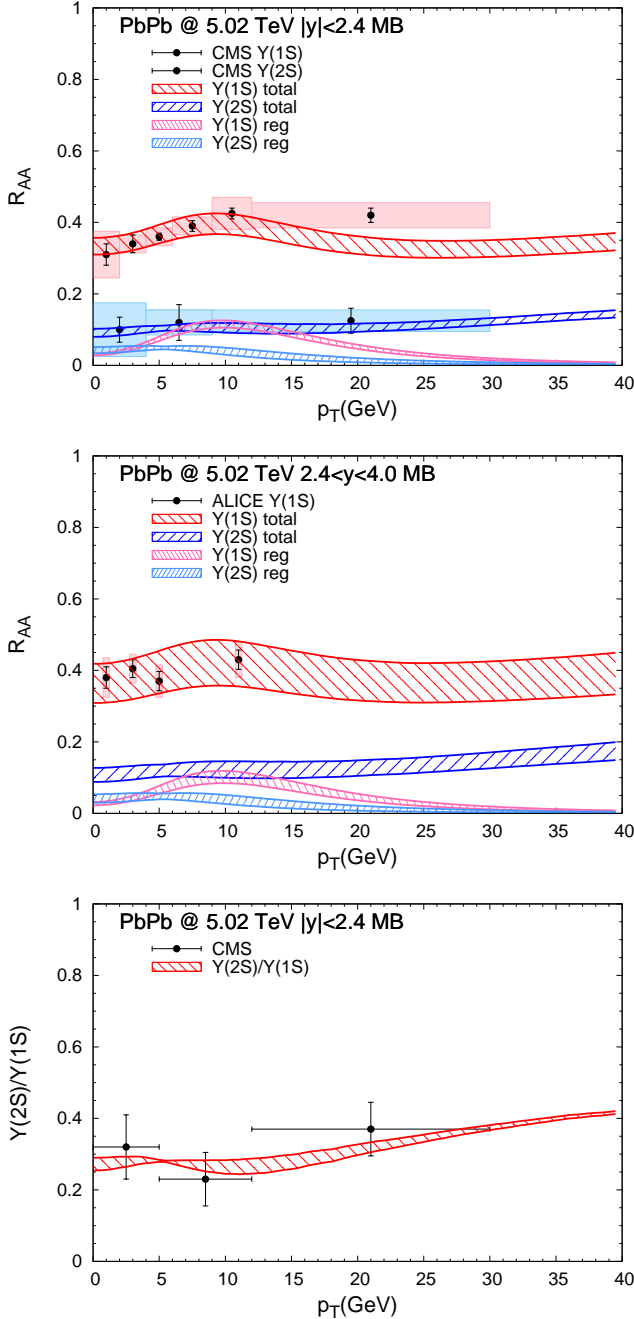 PbPb @ 5.02 TeV |y|<2.4 MB
CMS Y(1S)
CMS Y(2S)
Y(1S) total
Y(2S) total
Y(1S) reg
Y(2S) reg
R_AA
1
0.8
0.6
0.4
0.2
0
0 5 10 15 20 25 30 35 40
p_T(GeV)
PbPb @ 5.02 TeV 2.4<y<4.0 MB
ALICE Y(1S)
Y(1S) total
Y(2S) total
Y(1S) reg
Y(2S) reg
R_AA
1
0.8
0.6
0.4
0.2
0
0 5 10 15 20 25 30 35 40
p_T(GeV)
PbPb @ 5.02 TeV |y|<2.4 MB
CMS
Y(2S)/Y(1S)
Y(2S)/Y(1S)
1
0.8
0.6
0.4
0.2
0
0 5 10 15 20 25 30 35 40
p_T(GeV)